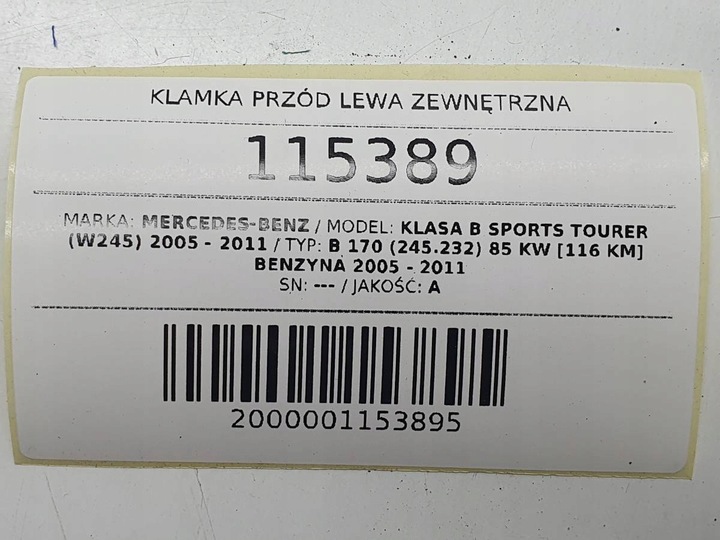 KLAMKA PRZÓD LEWA ZEWNĘTRZNA
115389
MARKA: MERCEDES-BENZ / MODEL: KLASA B SPORTS TOURER
(W245) 2005 - 2011 / TYP: B 170 (245.232) 85 KW [116 KM]
BENZYNA 2005 - 2011
SN: --- / JAKOŚĆ: A
2000001153895